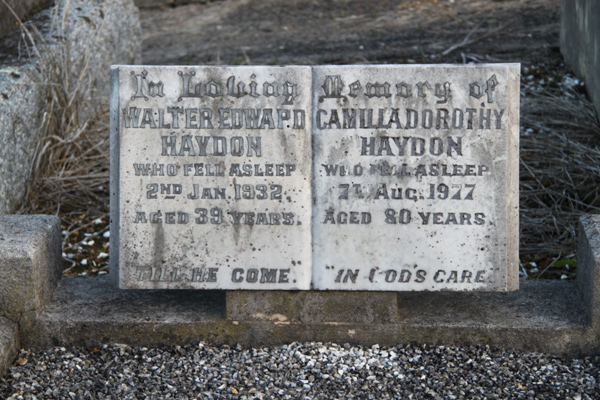 In Loving
WALTER EDWARD
HAYDON
WHO FELL ASLEEP
2ND JAN. 1932
AGED 39 YEARS.
"TILL HE COME"
Memory of
CAMILLA DOROTHY
HAYDON
WHO FELL ASLEEP
7TH AUG. 1977
AGED 80 YEARS
"IN GOD'S CARE"